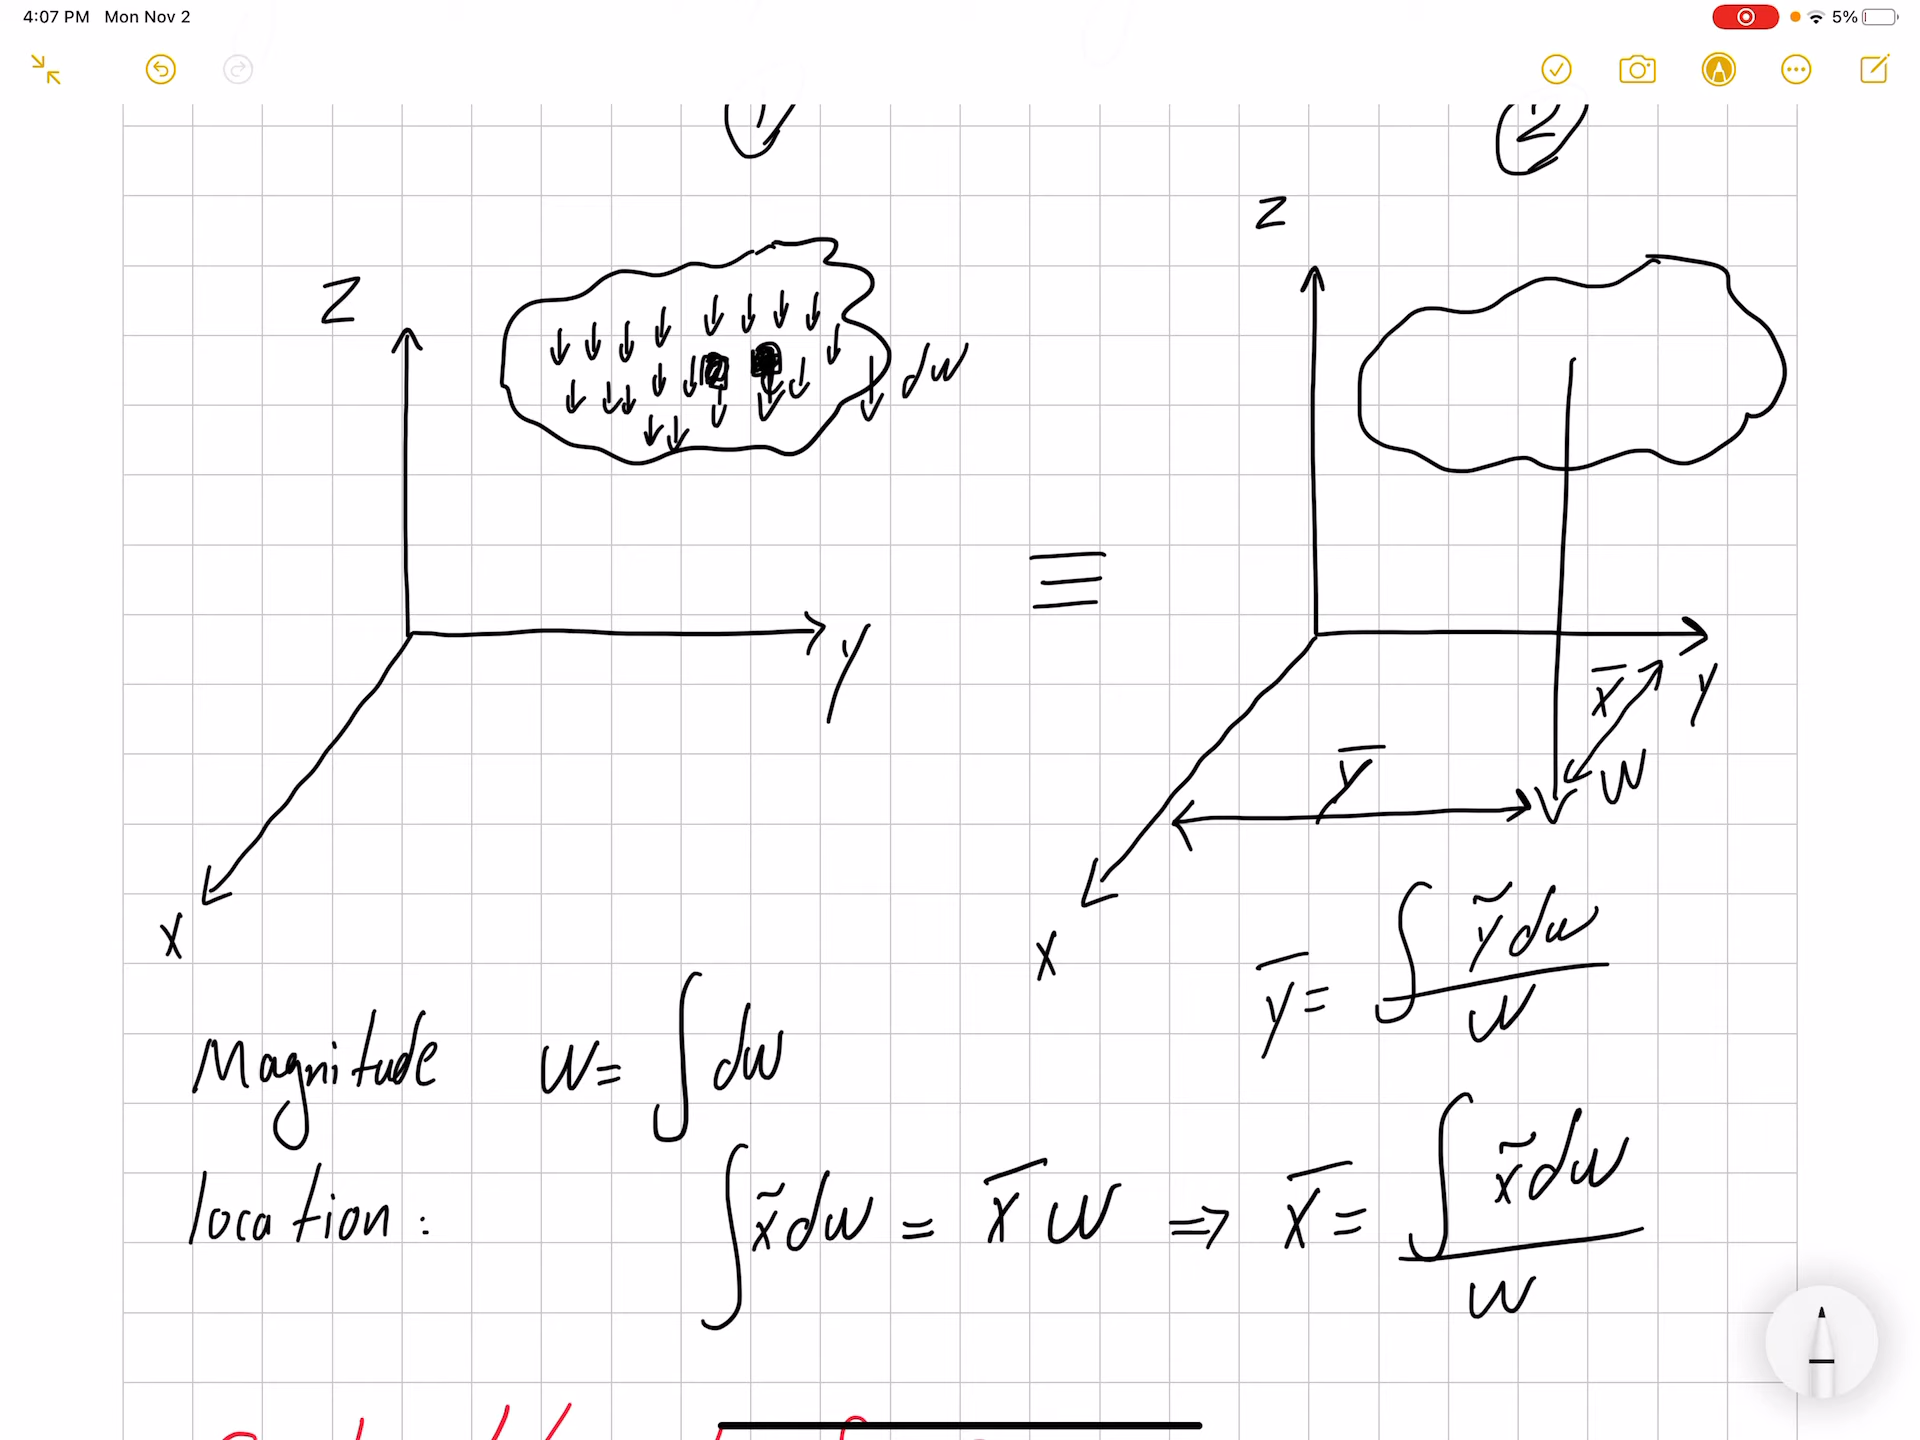 4:07 PM Mon Nov 2
5%
1
2
Z
Z
dw
x̄
y
y
ȳ
W
x
x
ȳ = ∫ỹdw / W
Magnitude W = ∫dw
location : ∫x̃dw = x̄ W ⇒ x̄ = ∫x̃dw / W